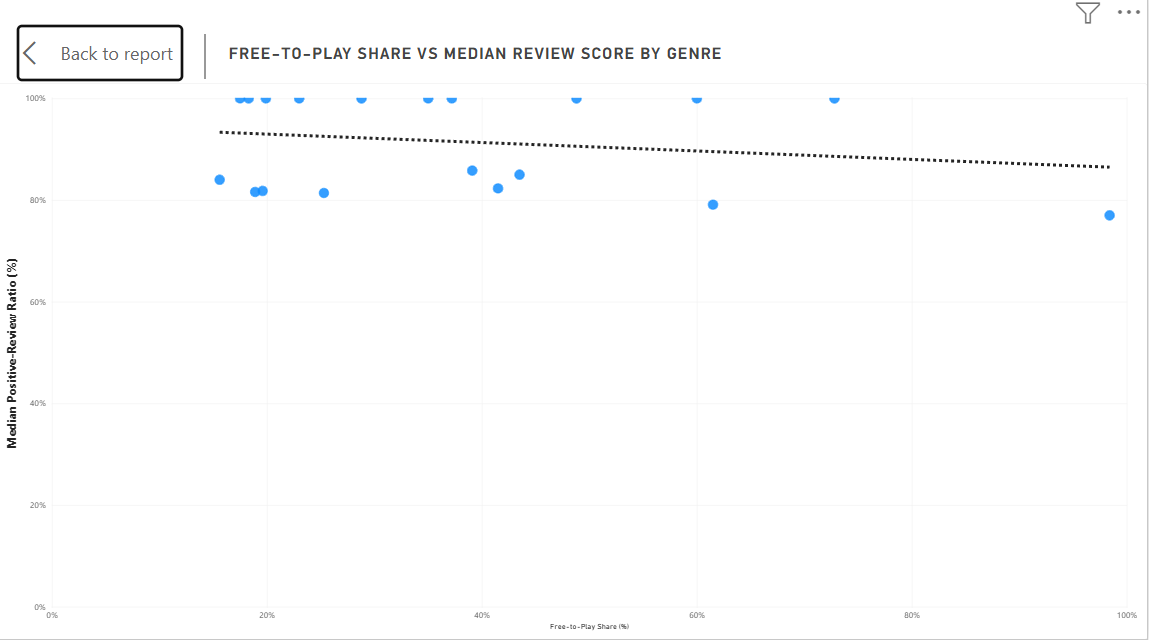 Back to report
FREE-TO-PLAY SHARE VS MEDIAN REVIEW SCORE BY GENRE
100%
80%
60%
40%
20%
0%
Median Positive-Review Ratio (%)
0% 20% 40% 60% 80% 100%
Free-to-Play Share (%)